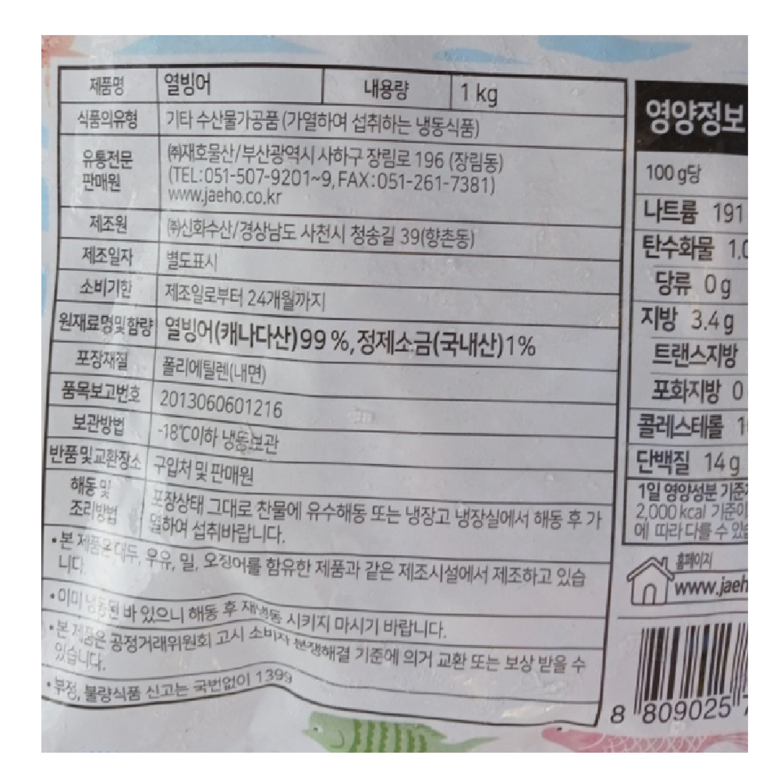 제품명 열빙어 내용량 1 kg
식품의유형 기타 수산물가공품 (가열하여 섭취하는 냉동식품)
유통전문
판매원
㈜재호물산/부산광역시 사하구 장림로 196 (장림동)
(TEL:051-507-9201~9, FAX:051-261-7381)
www.jaeho.co.kr
제조원 ㈜신화수산/경상남도 사천시 청송길 39(향촌동)
제조일자 별도표시
소비기한 제조일로부터 24개월까지
원재료명및함량 열빙어(캐나다산)99 %, 정제소금(국내산)1%
포장재질 폴리에틸렌(내면)
품목보고번호 2013060601216
보관방법 -18℃이하 냉동보관
반품및교환장소 구입처 및 판매원
해동 및
조리방법
포장상태 그대로 찬물에 유수해동 또는 냉장고 냉장실에서 해동 후 가
열하여 섭취바랍니다.
• 본 제품은 대두, 우유, 밀, 오징어를 함유한 제품과 같은 제조시설에서 제조하고 있습
니다.
• 이미 냉동된 바 있으니 해동 후 재냉동 시키지 마시기 바랍니다.
• 본 제품은 공정거래위원회 고시 소비자 분쟁해결 기준에 의거 교환 또는 보상 받을 수
있습니다.
• 부정, 불량식품 신고는 국번없이 1399
영양정보
100 g당
나트륨 191
탄수화물 1.0
당류 0 g
지방 3.4 g
트랜스지방
포화지방 0
콜레스테롤
단백질 14 g
1일 영양성분 기준
2,000 kcal 기준이
에 따라 다를 수 있
홈페이지
www.jaeh
8 809025